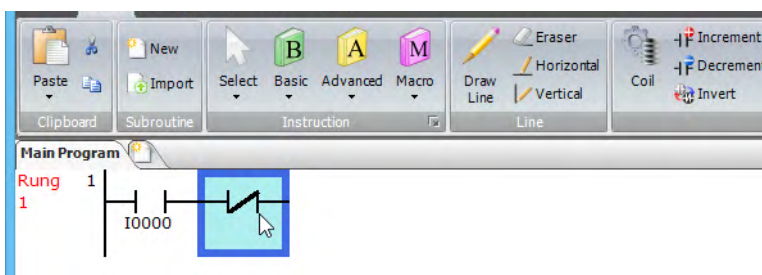 New
Eraser
Increment
Import
Horizontal
Decremen
Paste
Select
Basic
Advanced
Macro
Draw
Line
Vertical
Coil
Invert
B
A
M
Clipboard
Subroutine
Instruction
Line
Main Program
Rung 1
1
I0000